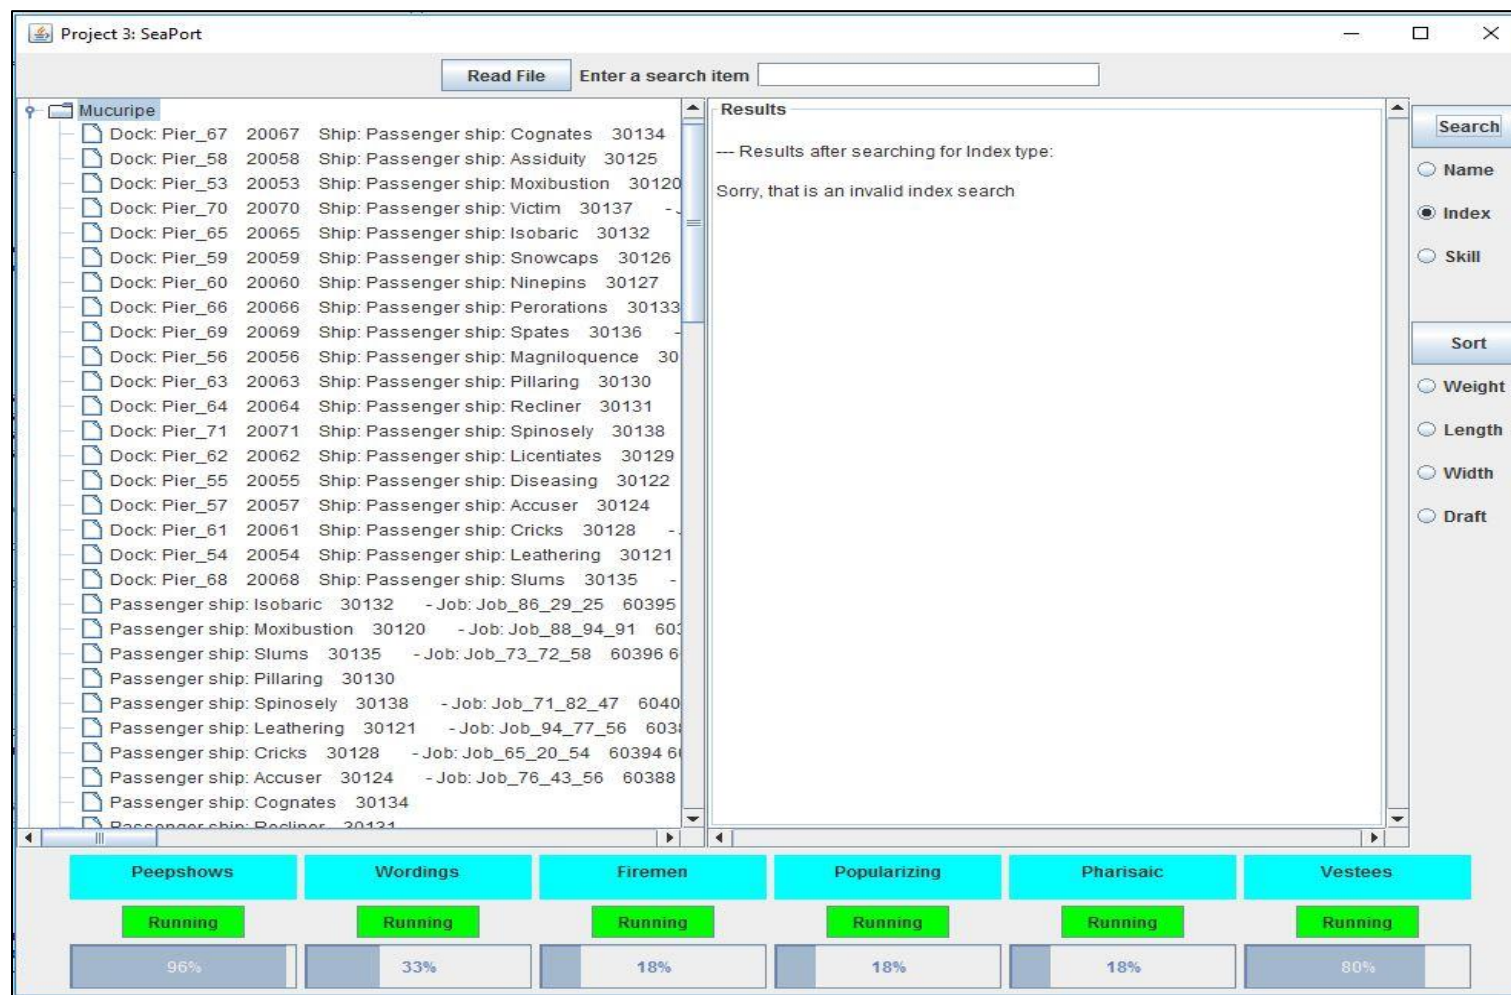 Project 3: SeaPort
Read File Enter a search item
Mucuripe
Dock: Pier_67 20067 Ship: Passenger ship: Cognates 30134
Dock: Pier_58 20058 Ship: Passenger ship: Assiduity 30125
Dock: Pier_53 20053 Ship: Passenger ship: Moxibustion 30120
Dock: Pier_70 20070 Ship: Passenger ship: Victim 30137 -
Dock: Pier_65 20065 Ship: Passenger ship: Isobaric 30132
Dock: Pier_59 20059 Ship: Passenger ship: Snowcaps 30126
Dock: Pier_60 20060 Ship: Passenger ship: Ninepins 30127
Dock: Pier_66 20066 Ship: Passenger ship: Perorations 30133
Dock: Pier_69 20069 Ship: Passenger ship: Spates 30136 -
Dock: Pier_56 20056 Ship: Passenger ship: Magniloquence 30
Dock: Pier_63 20063 Ship: Passenger ship: Pillaring 30130
Dock: Pier_64 20064 Ship: Passenger ship: Recliner 30131
Dock: Pier_71 20071 Ship: Passenger ship: Spinosely 30138
Dock: Pier_62 20062 Ship: Passenger ship: Licentiates 30129
Dock: Pier_55 20055 Ship: Passenger ship: Diseasing 30122
Dock: Pier_57 20057 Ship: Passenger ship: Accuser 30124
Dock: Pier_61 20061 Ship: Passenger ship: Cricks 30128 -
Dock: Pier_54 20054 Ship: Passenger ship: Leathering 30121
Dock: Pier_68 20068 Ship: Passenger ship: Slums 30135 -
Passenger ship: Isobaric 30132 - Job: Job_86_29_25 60395
Passenger ship: Moxibustion 30120 - Job: Job_88_94_91 603
Passenger ship: Slums 30135 - Job: Job_73_72_58 60396 6
Passenger ship: Pillaring 30130
Passenger ship: Spinosely 30138 - Job: Job_71_82_47 6040
Passenger ship: Leathering 30121 - Job: Job_94_77_56 603
Passenger ship: Cricks 30128 - Job: Job_65_20_54 60394 6
Passenger ship: Accuser 30124 - Job: Job_76_43_56 60388
Passenger ship: Cognates 30134
Passenger ship: Recliner 30131
Results
--- Results after searching for Index type:
Sorry, that is an invalid index search
Search
Name
Index
Skill
Sort
Weight
Length
Width
Draft
Peepshows Wordings Firemen Popularizing Pharisaic Vestees
Running Running Running Running Running Running
96% 33% 18% 18% 18% 80%